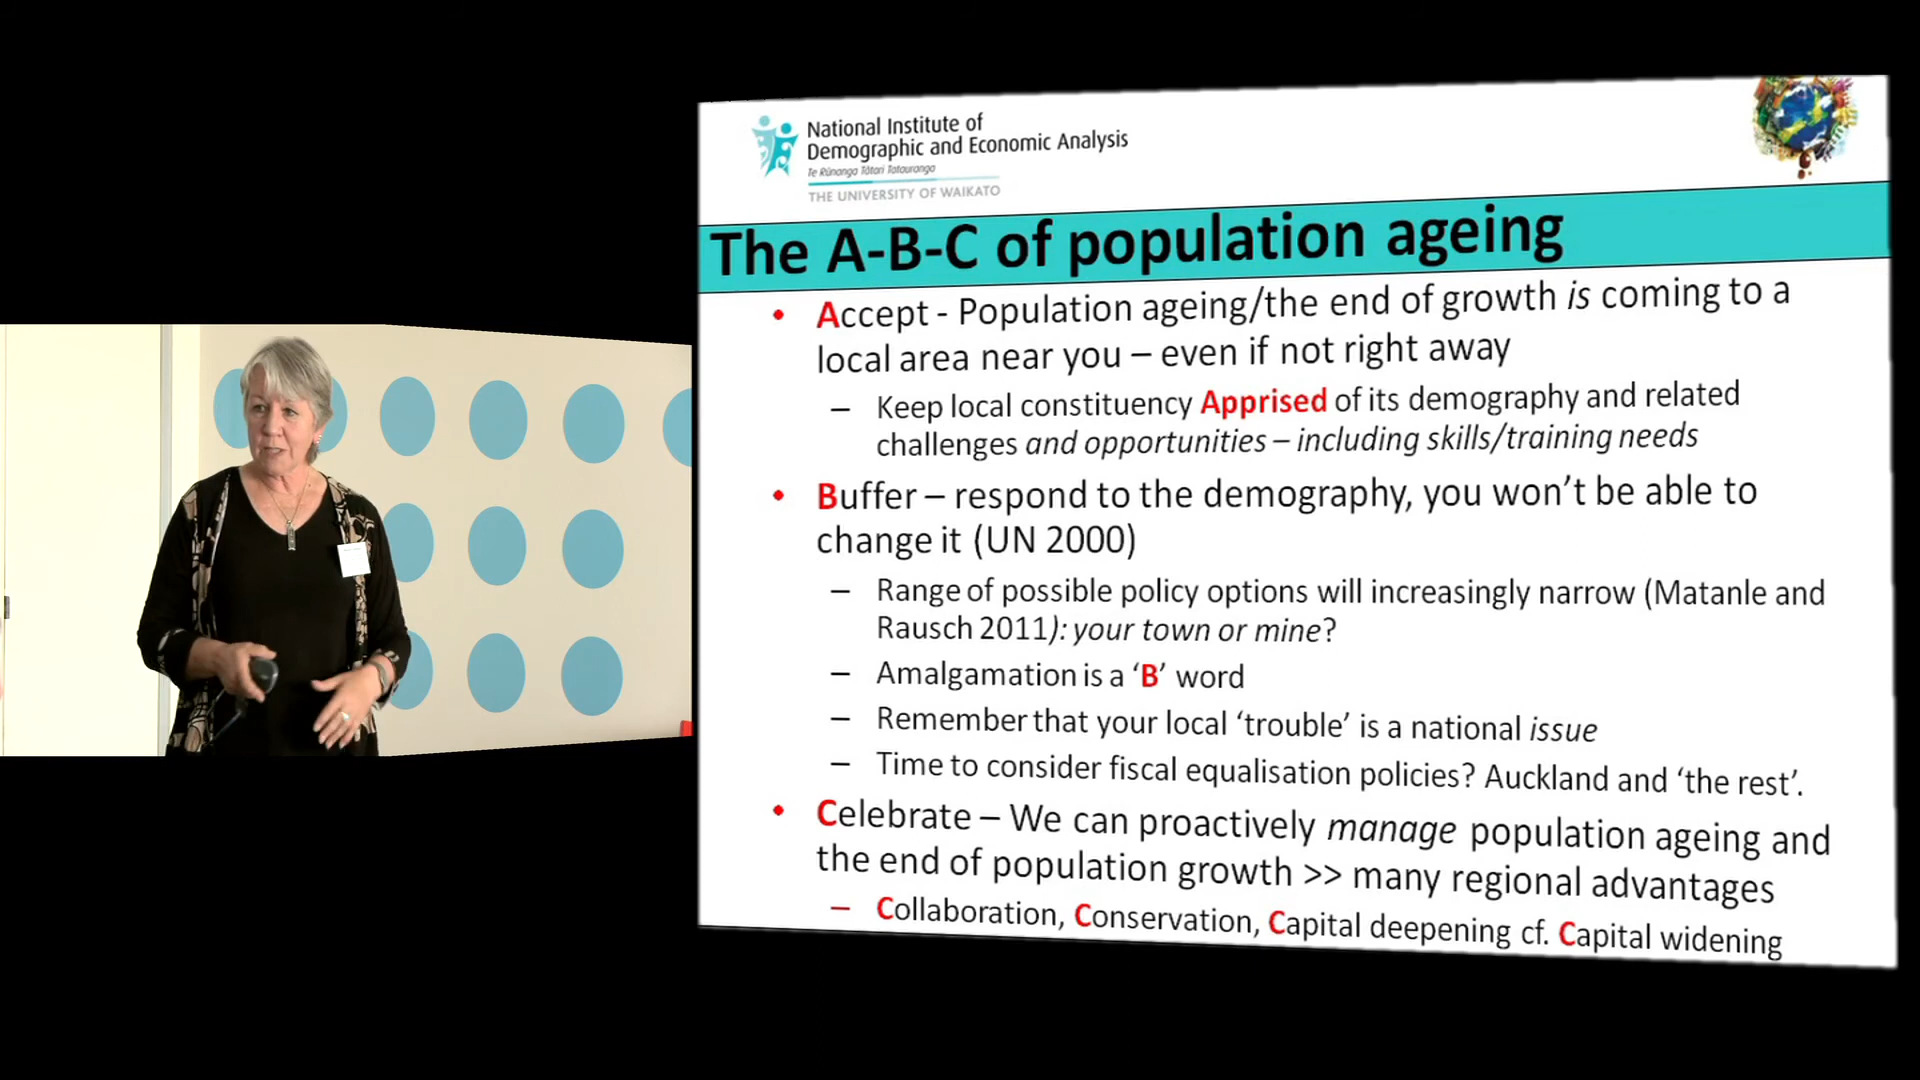 National Institute of
Demographic and Economic Analysis
Te Rūnanga Tātari Tatauranga
THE UNIVERSITY OF WAIKATO
The A-B-C of population ageing
• Accept - Population ageing/the end of growth is coming to a
local area near you – even if not right away
– Keep local constituency Apprised of its demography and related
challenges and opportunities – including skills/training needs
• Buffer – respond to the demography, you won’t be able to
change it (UN 2000)
– Range of possible policy options will increasingly narrow (Matanle and
Rausch 2011): your town or mine?
– Amalgamation is a ‘B’ word
– Remember that your local ‘trouble’ is a national issue
– Time to consider fiscal equalisation policies? Auckland and ‘the rest’.
• Celebrate – We can proactively manage population ageing and
the end of population growth >> many regional advantages
– Collaboration, Conservation, Capital deepening cf. Capital widening